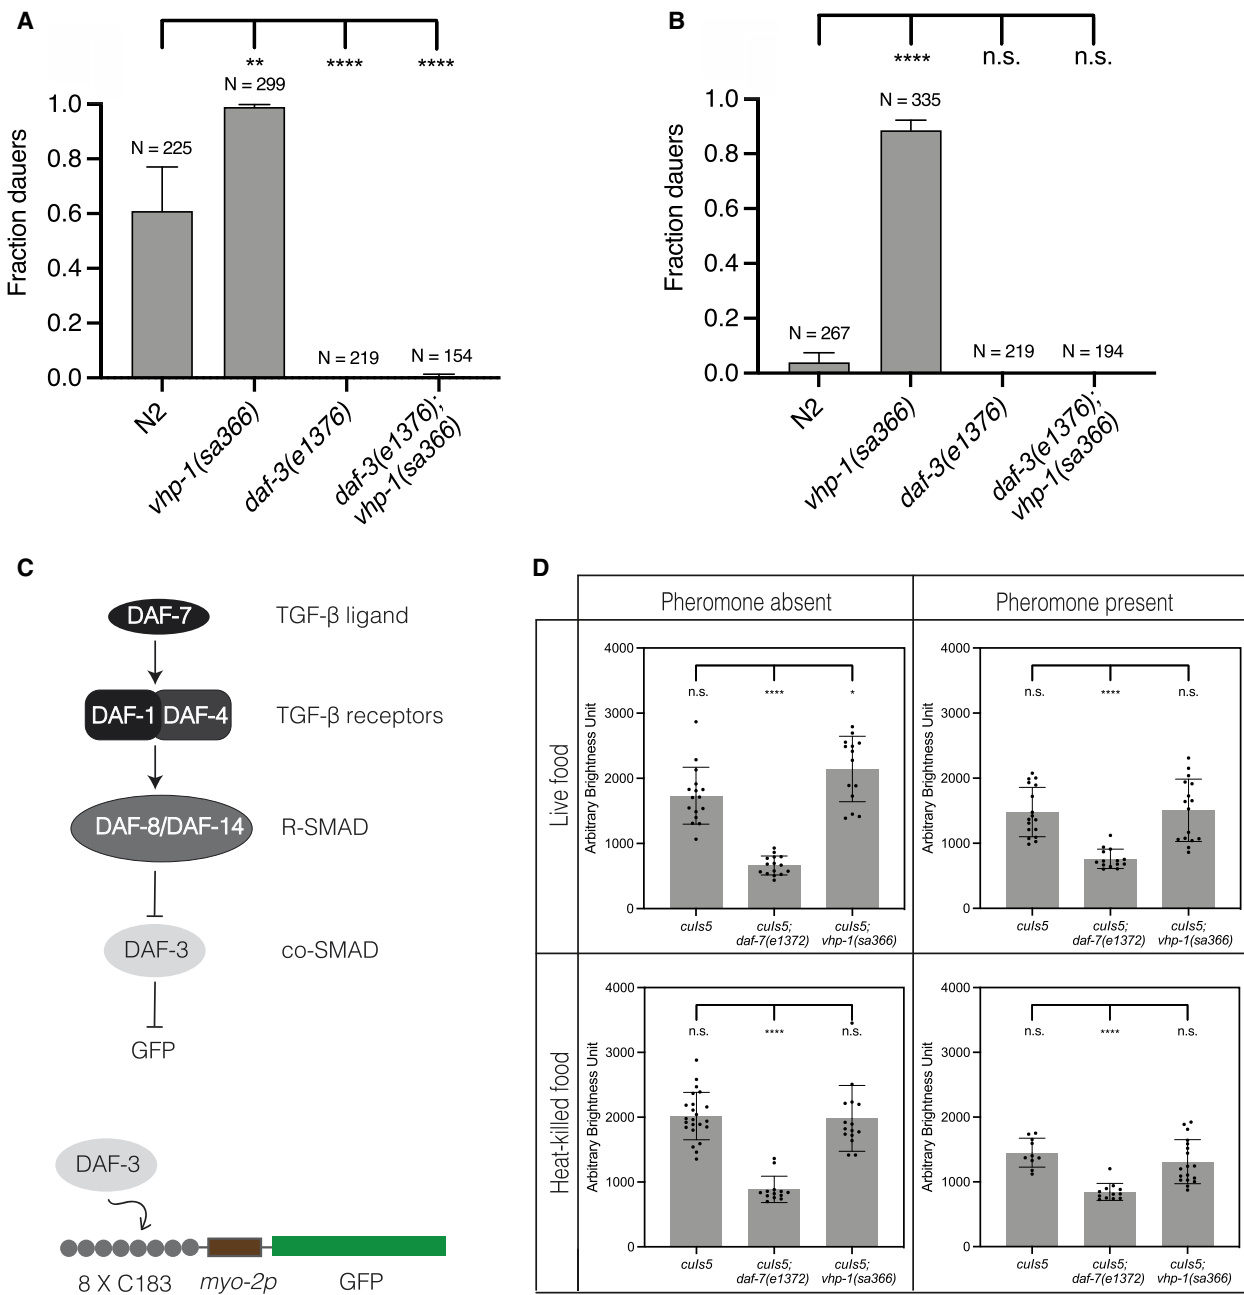 A
** **** ****
N = 299
N = 225
N = 219
N = 154
Fraction dauers
1.0
0.8
0.6
0.4
0.2
0.0
N2
vhp-1(sa366)
daf-3(e1376)
daf-3(e1376);
vhp-1(sa366)
B
**** n.s. n.s.
N = 335
N = 267
N = 219
N = 194
Fraction dauers
1.0
0.8
0.6
0.4
0.2
0.0
N2
vhp-1(sa366)
daf-3(e1376)
daf-3(e1376);
vhp-1(sa366)
C
DAF-7 TGF-β ligand
DAF-1 DAF-4 TGF-β receptors
DAF-8/DAF-14 R-SMAD
DAF-3 co-SMAD
GFP
DAF-3
8 X C183 myo-2p GFP
D
Pheromone absent
Pheromone present
Live food
Arbitrary Brightness Unit
4000
3000
2000
1000
0
n.s. **** *
cuIs5
cuIs5;
daf-7(e1372)
cuIs5;
vhp-1(sa366)
Arbitrary Brightness Unit
4000
3000
2000
1000
0
n.s. **** n.s.
cuIs5
cuIs5;
daf-7(e1372)
cuIs5;
vhp-1(sa366)
Heat-killed food
Arbitrary Brightness Unit
4000
3000
2000
1000
0
n.s. **** n.s.
cuIs5
cuIs5;
daf-7(e1372)
cuIs5;
vhp-1(sa366)
Arbitrary Brightness Unit
4000
3000
2000
1000
0
n.s. **** n.s.
cuIs5
cuIs5;
daf-7(e1372)
cuIs5;
vhp-1(sa366)